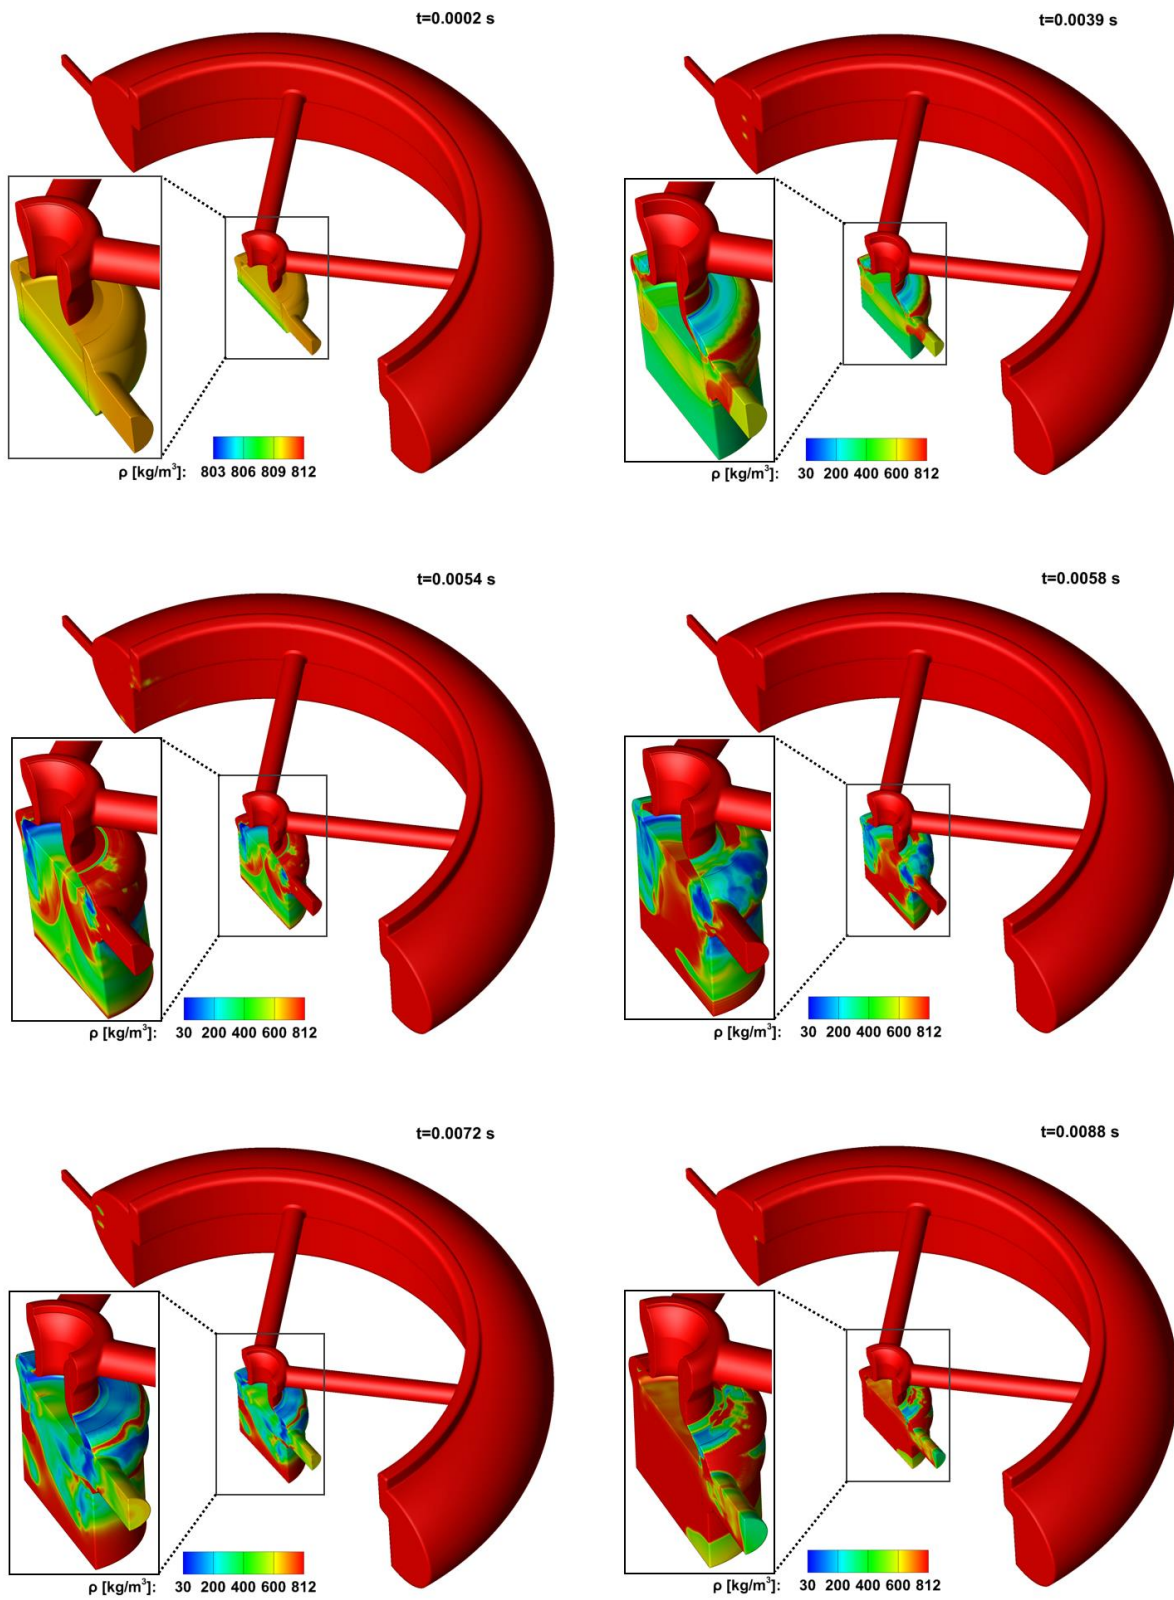 t=0.0002 s
t=0.0039 s
ρ [kg/m³]: 803 806 809 812
ρ [kg/m³]: 30 200 400 600 812
t=0.0054 s
t=0.0058 s
ρ [kg/m³]: 30 200 400 600 812
ρ [kg/m³]: 30 200 400 600 812
t=0.0072 s
t=0.0088 s
ρ [kg/m³]: 30 200 400 600 812
ρ [kg/m³]: 30 200 400 600 812